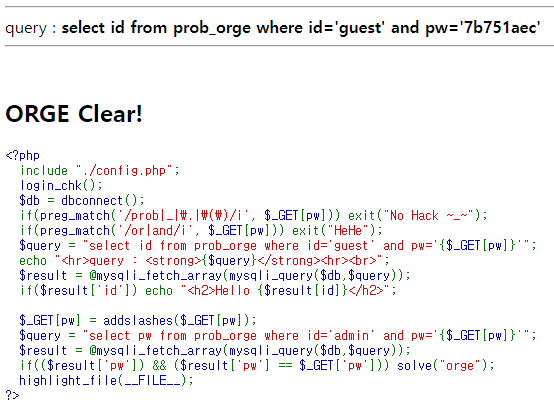 query : select id from prob_orge where id='guest' and pw='7b751aec'
ORGE Clear!
<?php
include "./config.php";
login_chk();
$db = dbconnect();
if(preg_match('/prob|_|₩.|₩(₩)/i', $_GET[pw])) exit("No Hack ~_~");
if(preg_match('/or|and/i', $_GET[pw])) exit("HeHe");
$query = "select id from prob_orge where id='guest' and pw='{$_GET[pw]}'";
echo "<hr>query : <strong>{$query}</strong><hr><br>";
$result = @mysqli_fetch_array(mysqli_query($db,$query));
if($result['id']) echo "<h2>Hello {$result[id]}</h2>";
$_GET[pw] = addslashes($_GET[pw]);
$query = "select pw from prob_orge where id='admin' and pw='{$_GET[pw]}'";
$result = @mysqli_fetch_array(mysqli_query($db,$query));
if(($result['pw']) && ($result['pw'] == $_GET['pw'])) solve("orge");
highlight_file(__FILE__);
?>